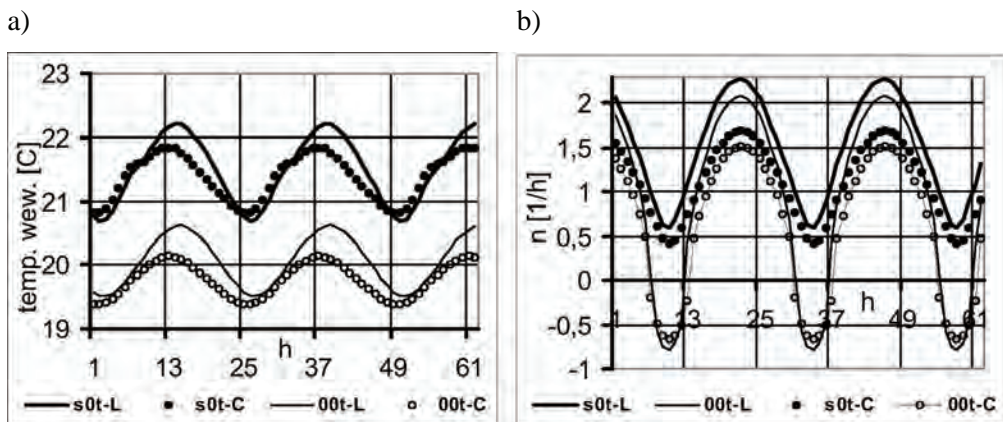 a)
b)
temp. wew. [C]
23
22
21
20
19
1 13 25 37 49 61
h
s0t-L s0t-C 00t-L 00t-C
n [1/h]
2
1,5
1
0,5
0
-0,5
-1
h
1 13 25 37 49 61
s0t-L 00t-L s0t-C 00t-C